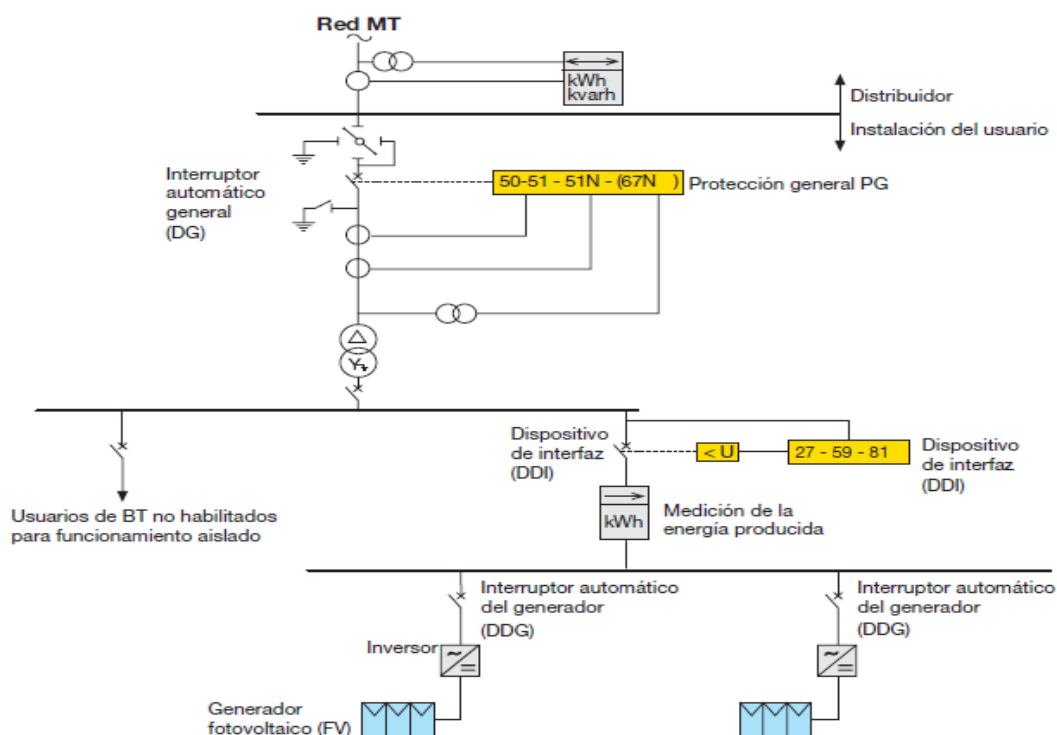 Red MT
kWh
kvarh
Distribuidor
Instalación del usuario
Interruptor
automático
general
(DG)
50-51 - 51N - (67N )
Protección general PG
Dispositivo
de interfaz
(DDI)
< U
27 - 59 - 81
Dispositivo
de interfaz
(DDI)
Usuarios de BT no habilitados
para funcionamiento aislado
kWh
Medición de la
energía producida
Interruptor automático
del generador
(DDG)
Interruptor automático
del generador
(DDG)
Inversor
Generador
fotovoltaico (FV)